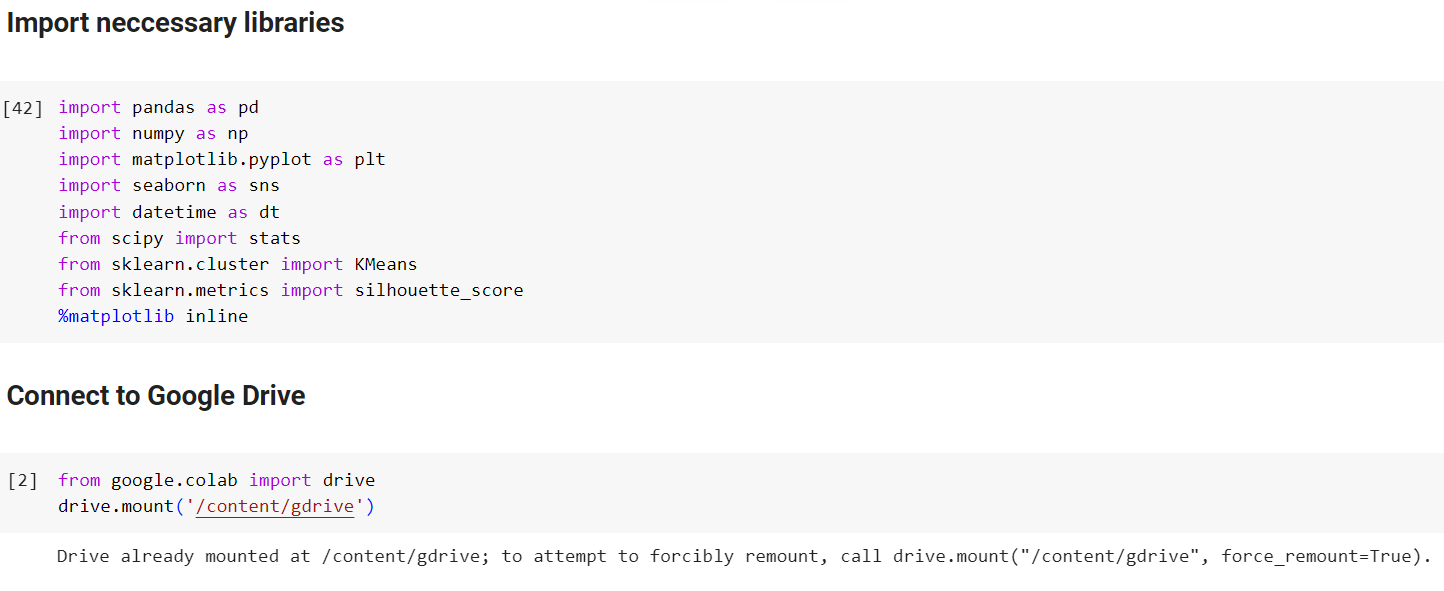 Import neccessary libraries
[42] import pandas as pd
import numpy as np
import matplotlib.pyplot as plt
import seaborn as sns
import datetime as dt
from scipy import stats
from sklearn.cluster import KMeans
from sklearn.metrics import silhouette_score
%matplotlib inline
Connect to Google Drive
[2] from google.colab import drive
drive.mount('/content/gdrive')
Drive already mounted at /content/gdrive; to attempt to forcibly remount, call drive.mount("/content/gdrive", force_remount=True).